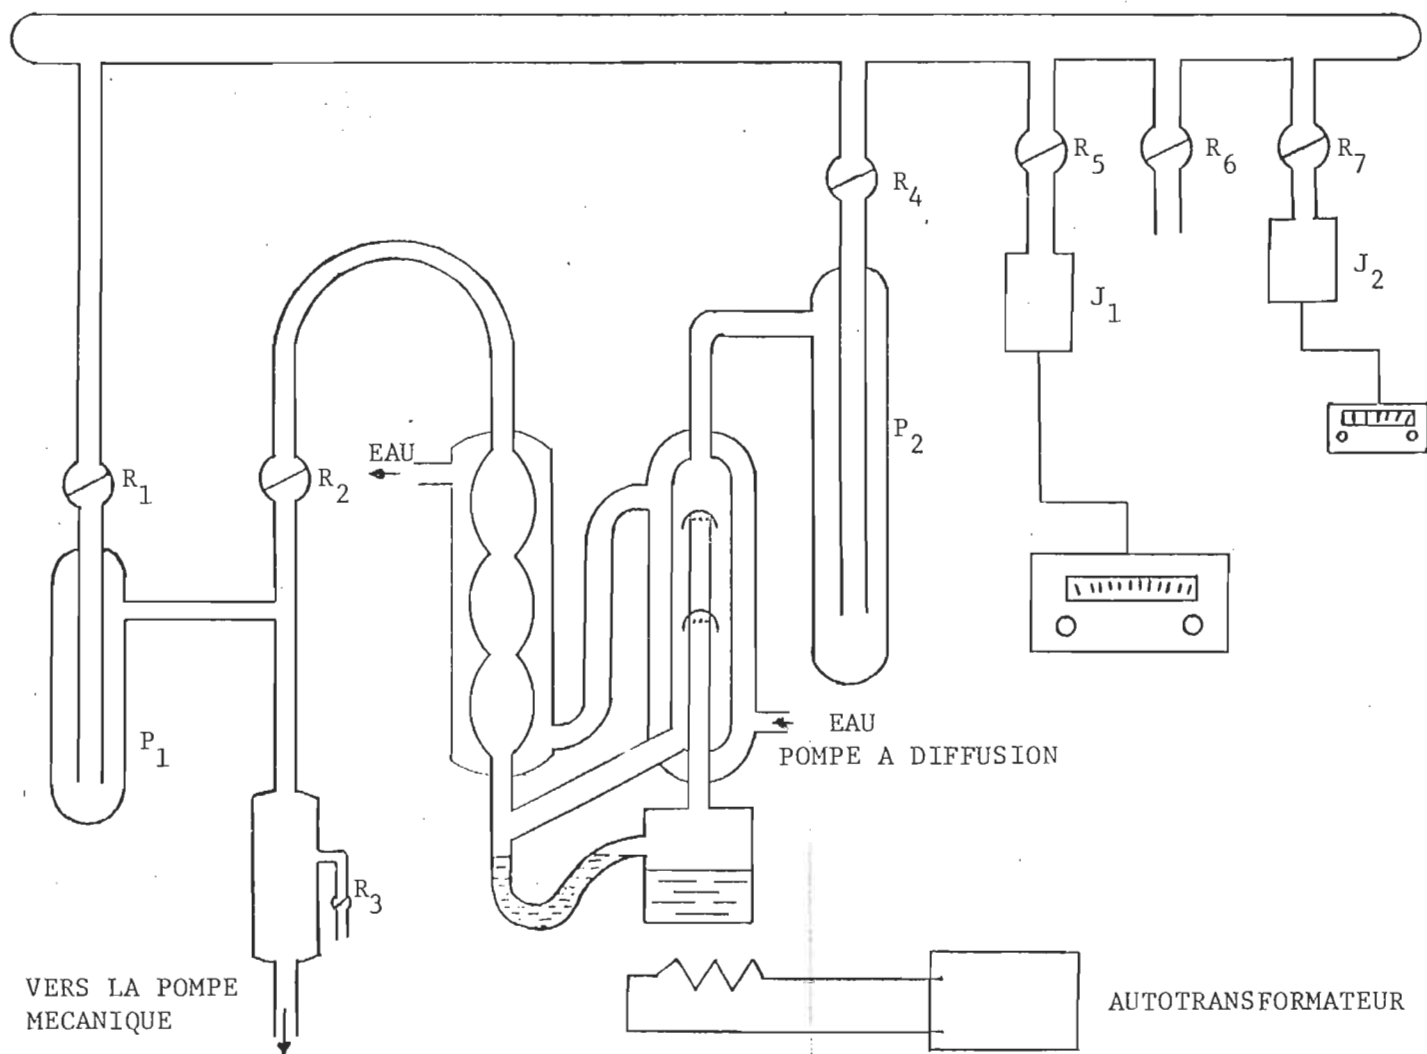 R5
R6
R7
R4
J2
J1
EAU
P2
R1
R2
EAU
P1
POMPE A DIFFUSION
R3
VERS LA POMPE
MECANIQUE
AUTOTRANSFORMATEUR